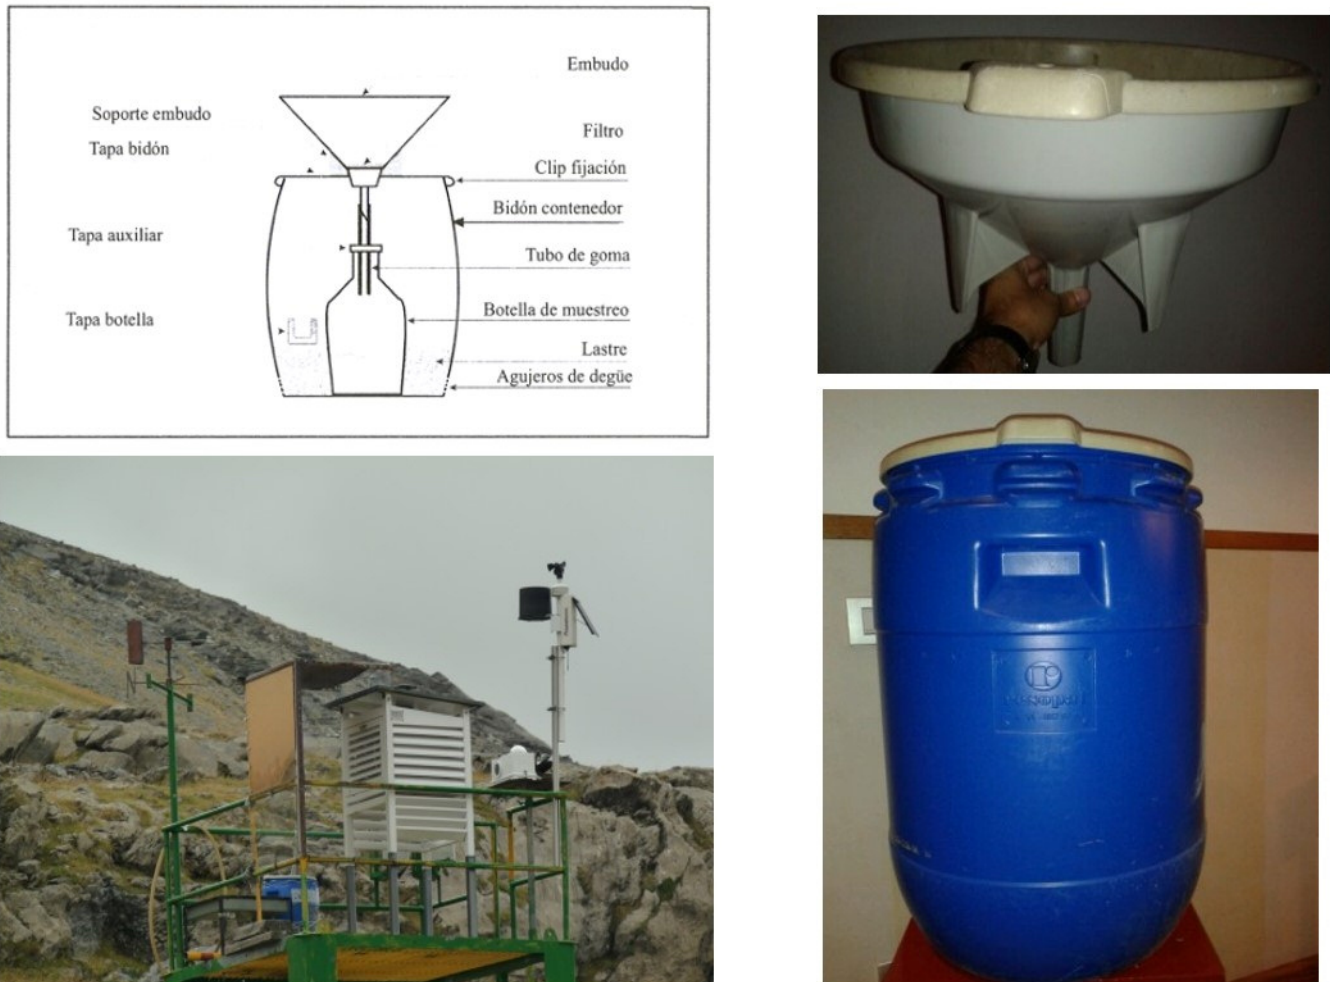 Embudo
Soporte embudo
Filtro
Tapa bidón
Clip fijación
Bidón contenedor
Tapa auxiliar
Tubo de goma
Botella de muestreo
Tapa botella
Lastre
Agujeros de degüe